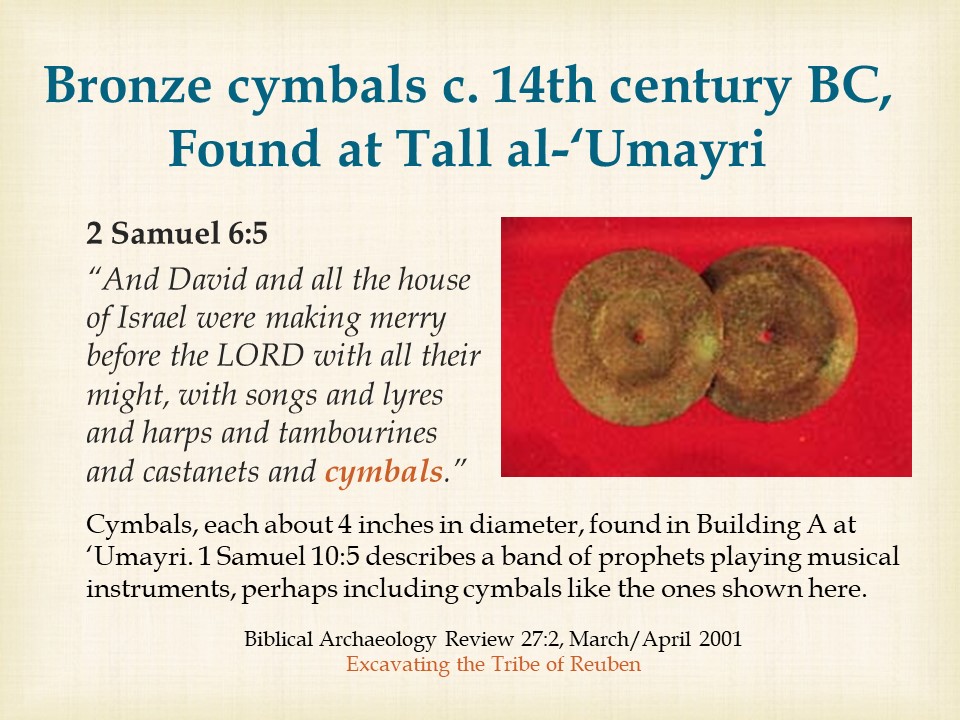 Bronze cymbals c. 14th century BC,
Found at Tall al-‘Umayri
2 Samuel 6:5
“And David and all the house
of Israel were making merry
before the LORD with all their
might, with songs and lyres
and harps and tambourines
and castanets and cymbals.”
Cymbals, each about 4 inches in diameter, found in Building A at
‘Umayri. 1 Samuel 10:5 describes a band of prophets playing musical
instruments, perhaps including cymbals like the ones shown here.
Biblical Archaeology Review 27:2, March/April 2001
Excavating the Tribe of Reuben